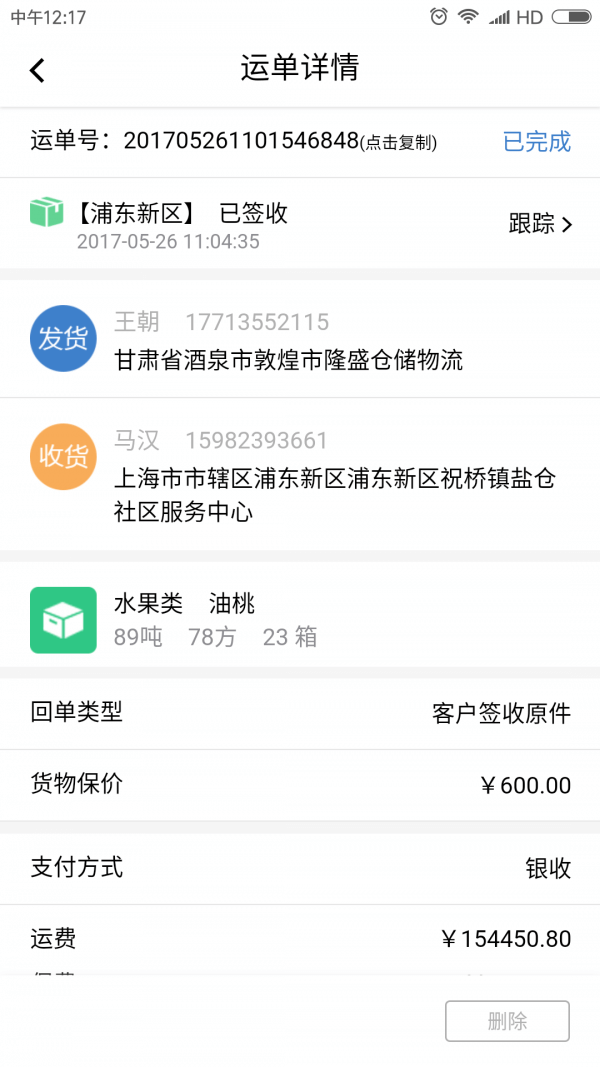 中午12:17
HD
运单详情
运单号：201705261101546848(点击复制)
已完成
【浦东新区】 已签收
2017-05-26 11:04:35
跟踪
发货
王朝 17713552115
甘肃省酒泉市敦煌市隆盛仓储物流
收货
马汉 15982393661
上海市市辖区浦东新区浦东新区祝桥镇盐仓
社区服务中心
水果类 油桃
89吨 78方 23 箱
回单类型
客户签收原件
货物保价
￥600.00
支付方式
银收
运费
￥154450.80
删除